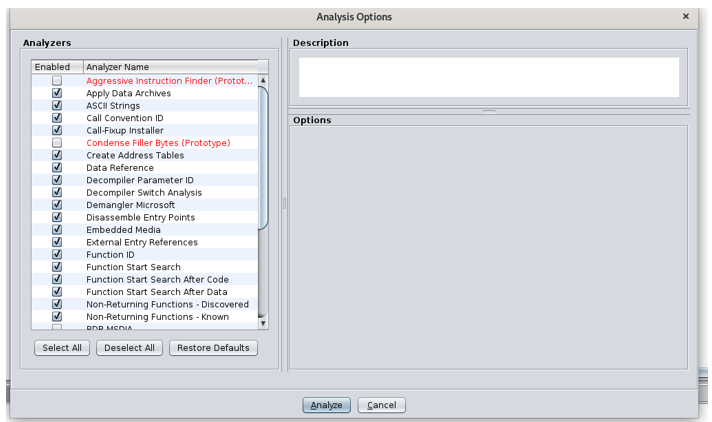 Analysis Options
Analyzers
Enabled Analyzer Name
Aggressive Instruction Finder (Protot...
Apply Data Archives
ASCII Strings
Call Convention ID
Call-Fixup Installer
Condense Filler Bytes (Prototype)
Create Address Tables
Data Reference
Decompiler Parameter ID
Decompiler Switch Analysis
Demangler Microsoft
Disassemble Entry Points
Embedded Media
External Entry References
Function ID
Function Start Search
Function Start Search After Code
Function Start Search After Data
Non-Returning Functions - Discovered
Non-Returning Functions - Known
Select All Deselect All Restore Defaults
Description
Options
Analyze Cancel